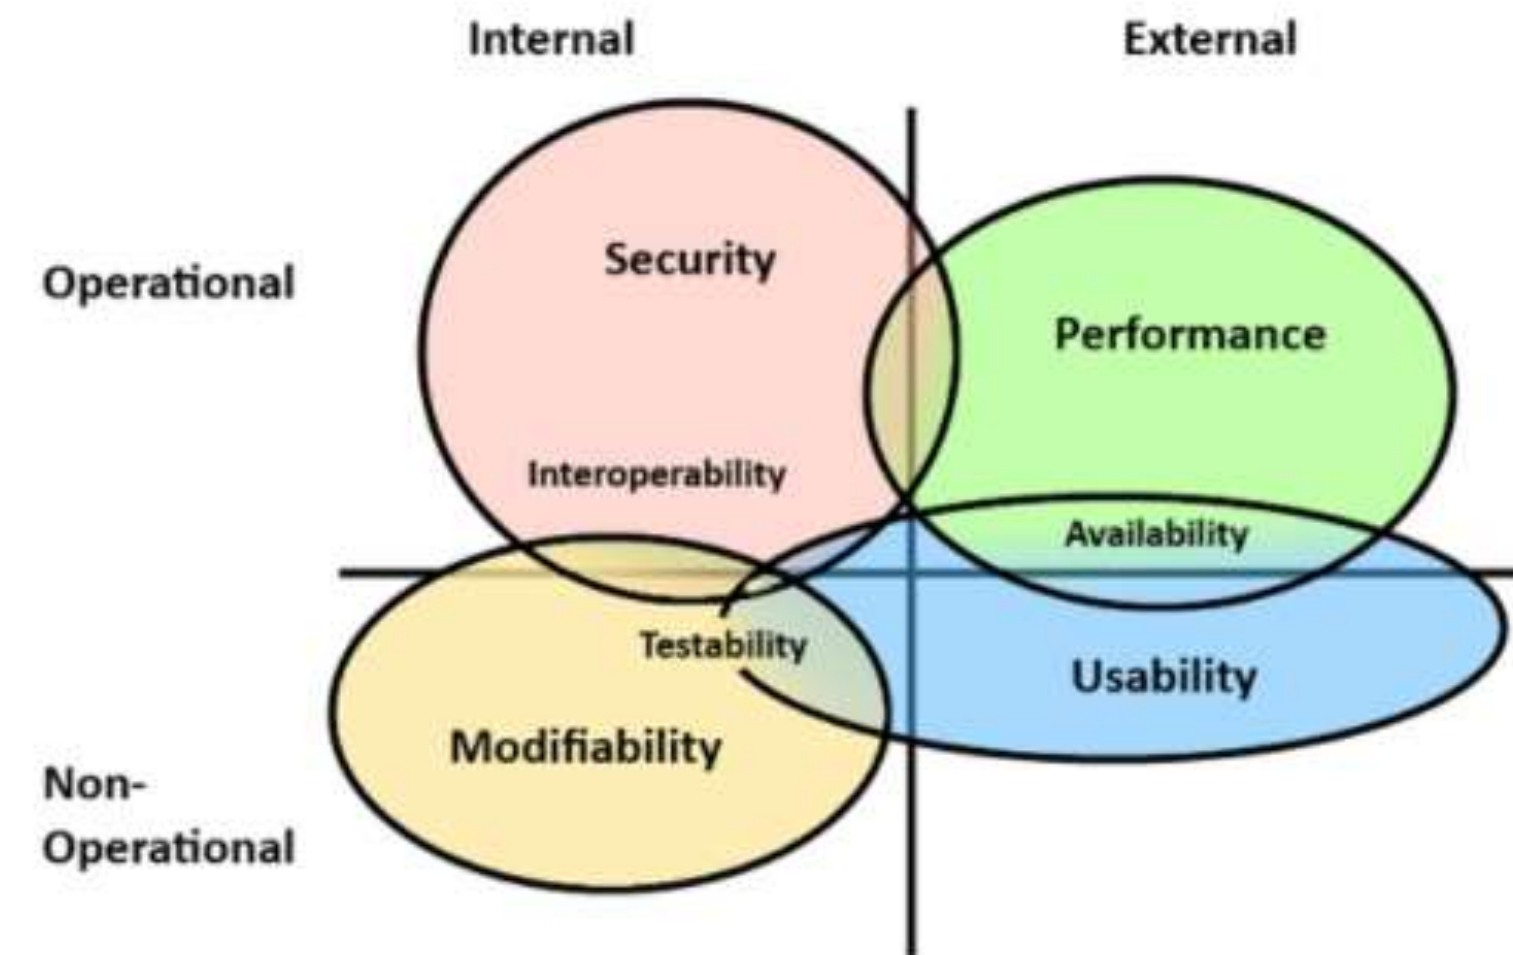 Internal
External
Security
Operational
Performance
Interoperability
Availability
Testability
Usability
Modifiability
Non-
Operational